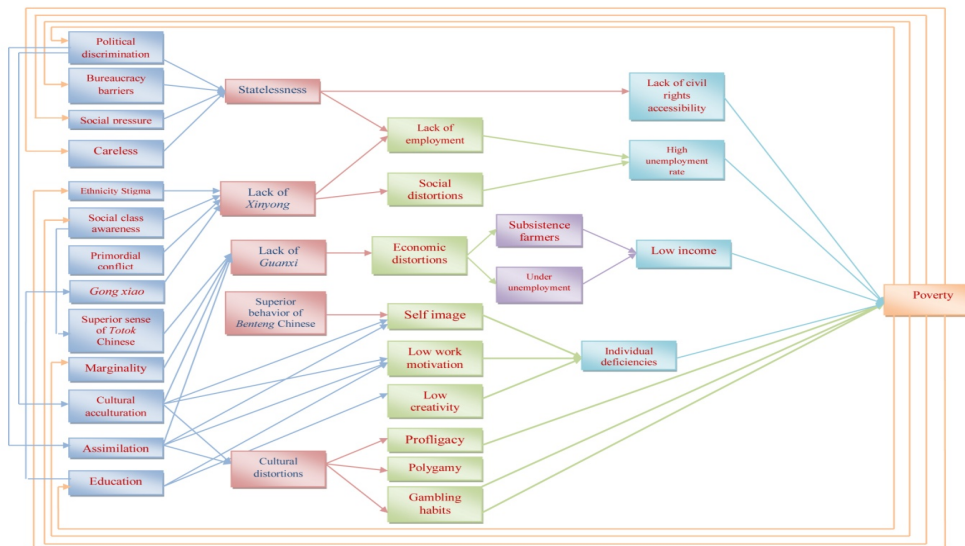 Political
discrimination
Bureaucracy
barriers
Social pressure
Careless
Ethnicity Stigma
Social class
awareness
Primordial
conflict
Gong xiao
Superior sense
of Totok
Chinese
Marginality
Cultural
acculturation
Assimilation
Education
Statelessness
Lack of
Xinyong
Lack of
Guanxi
Superior
behavior of
Benteng Chinese
Cultural
distortions
Lack of
employment
Social
distortions
Economic
distortions
Self image
Low work
motivation
Low
creativity
Profligacy
Polygamy
Gambling
habits
Subsistence
farmers
Under
unemployment
Lack of civil
rights
accessibility
High
unemployment
rate
Low income
Individual
deficiencies
Poverty